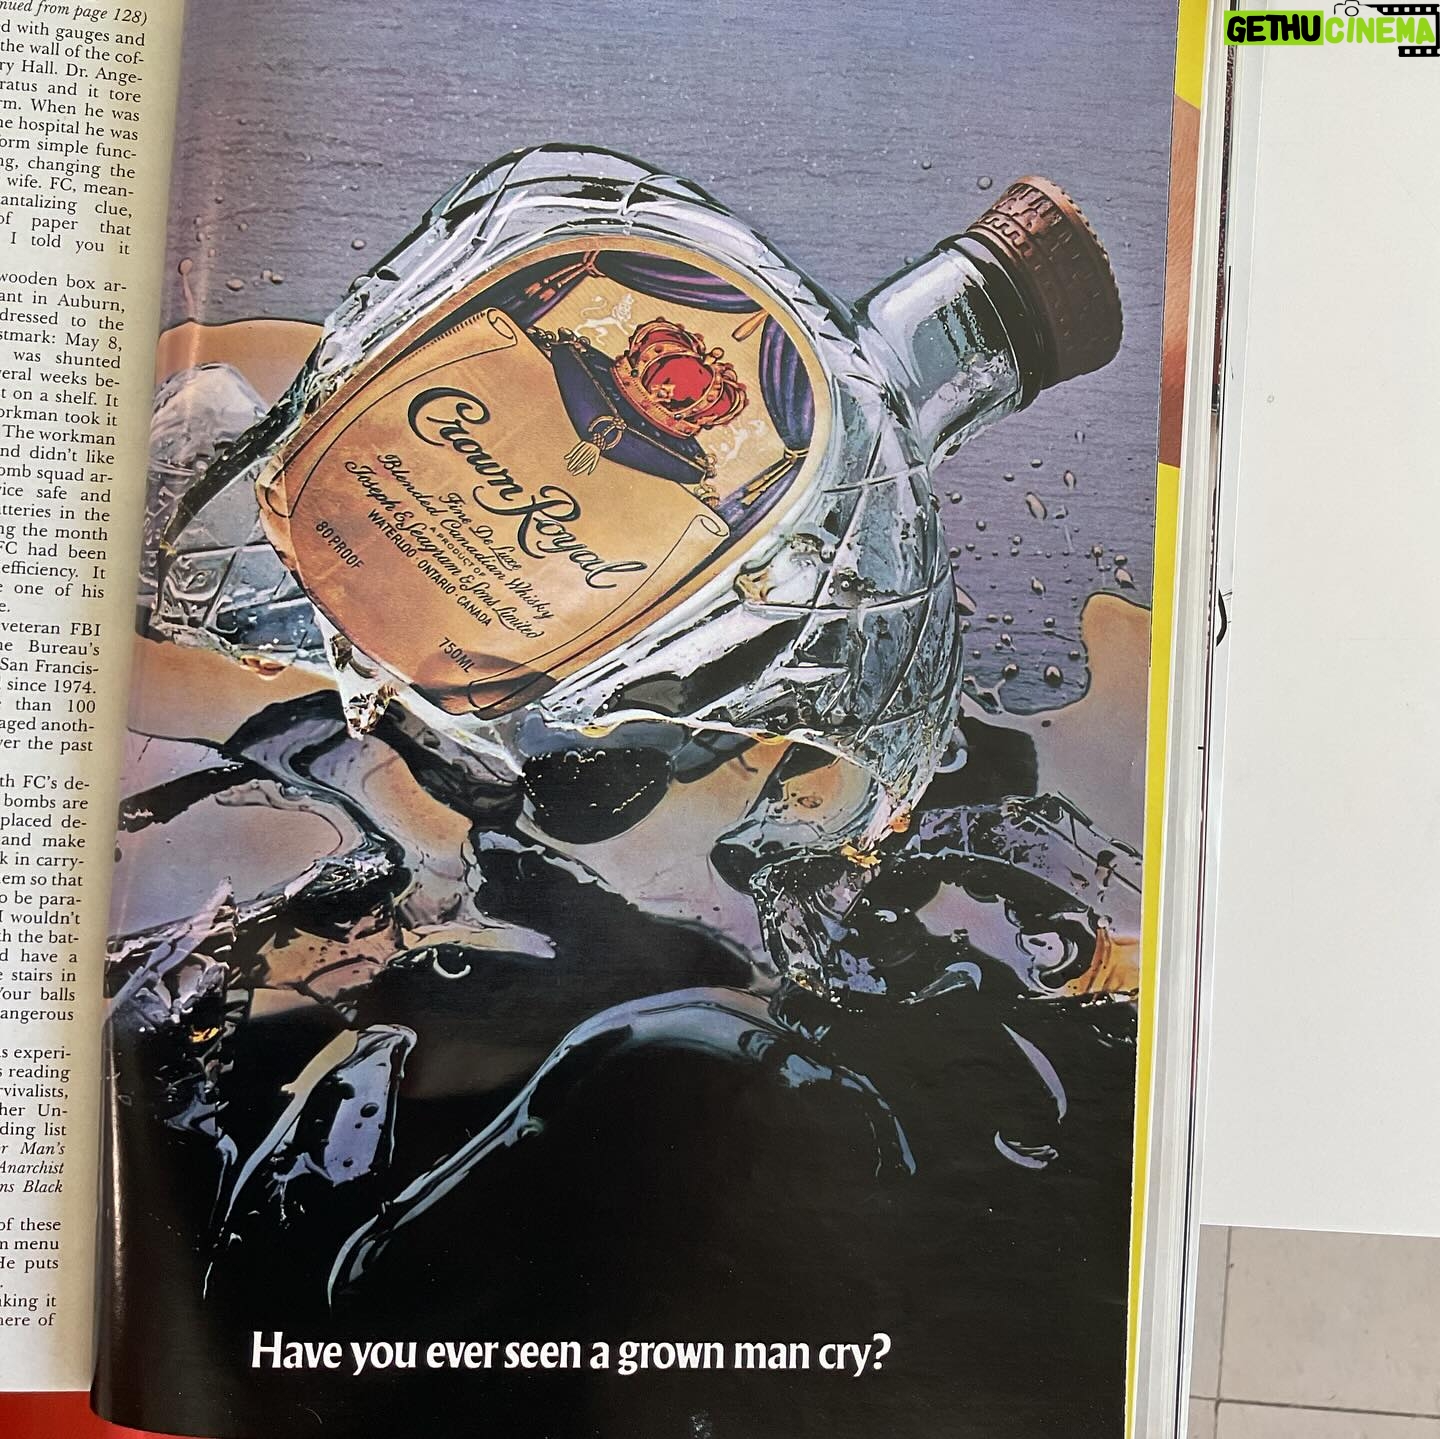 nued from page 128)
ed with gauges and
the wall of the cof-
ry Hall. Dr. Ange-
ratus and it tore
rm. When he was
he hospital he was
orm simple func-
ng, changing the
wife. FC, mean-
antalizing clue,
of paper that
I told you it
wooden box ar-
ant in Auburn,
dressed to the
stmark: May 8,
was shunted
veral weeks be-
t on a shelf. It
orkman took it
The workman
nd didn't like
omb squad ar-
vice safe and
tteries in the
ng the month
FC had been
efficiency. It
e one of his
e.
veteran FBI
he Bureau's
San Francis-
since 1974.
e than 100
aged anoth-
ver the past
th FC's de-
bombs are
placed de-
and make
k in carry-
em so that
o be para-
I wouldn't
th the bat-
d have a
e stairs in
Your balls
angerous
s experi-
s reading
rvivalists,
her Un-
ding list
r Man's
Anarchist
ns Black
of these
m menu
He puts
.
king it
here of
Crown Royal
Fine De Luxe
Blended Canadian Whisky
A PRODUCT OF
Joseph E. Seagram & Sons Limited
WATERLOO · ONTARIO · CANADA
80 PROOF
750ML
Have you ever seen a grown man cry?
GETHUCINEMA